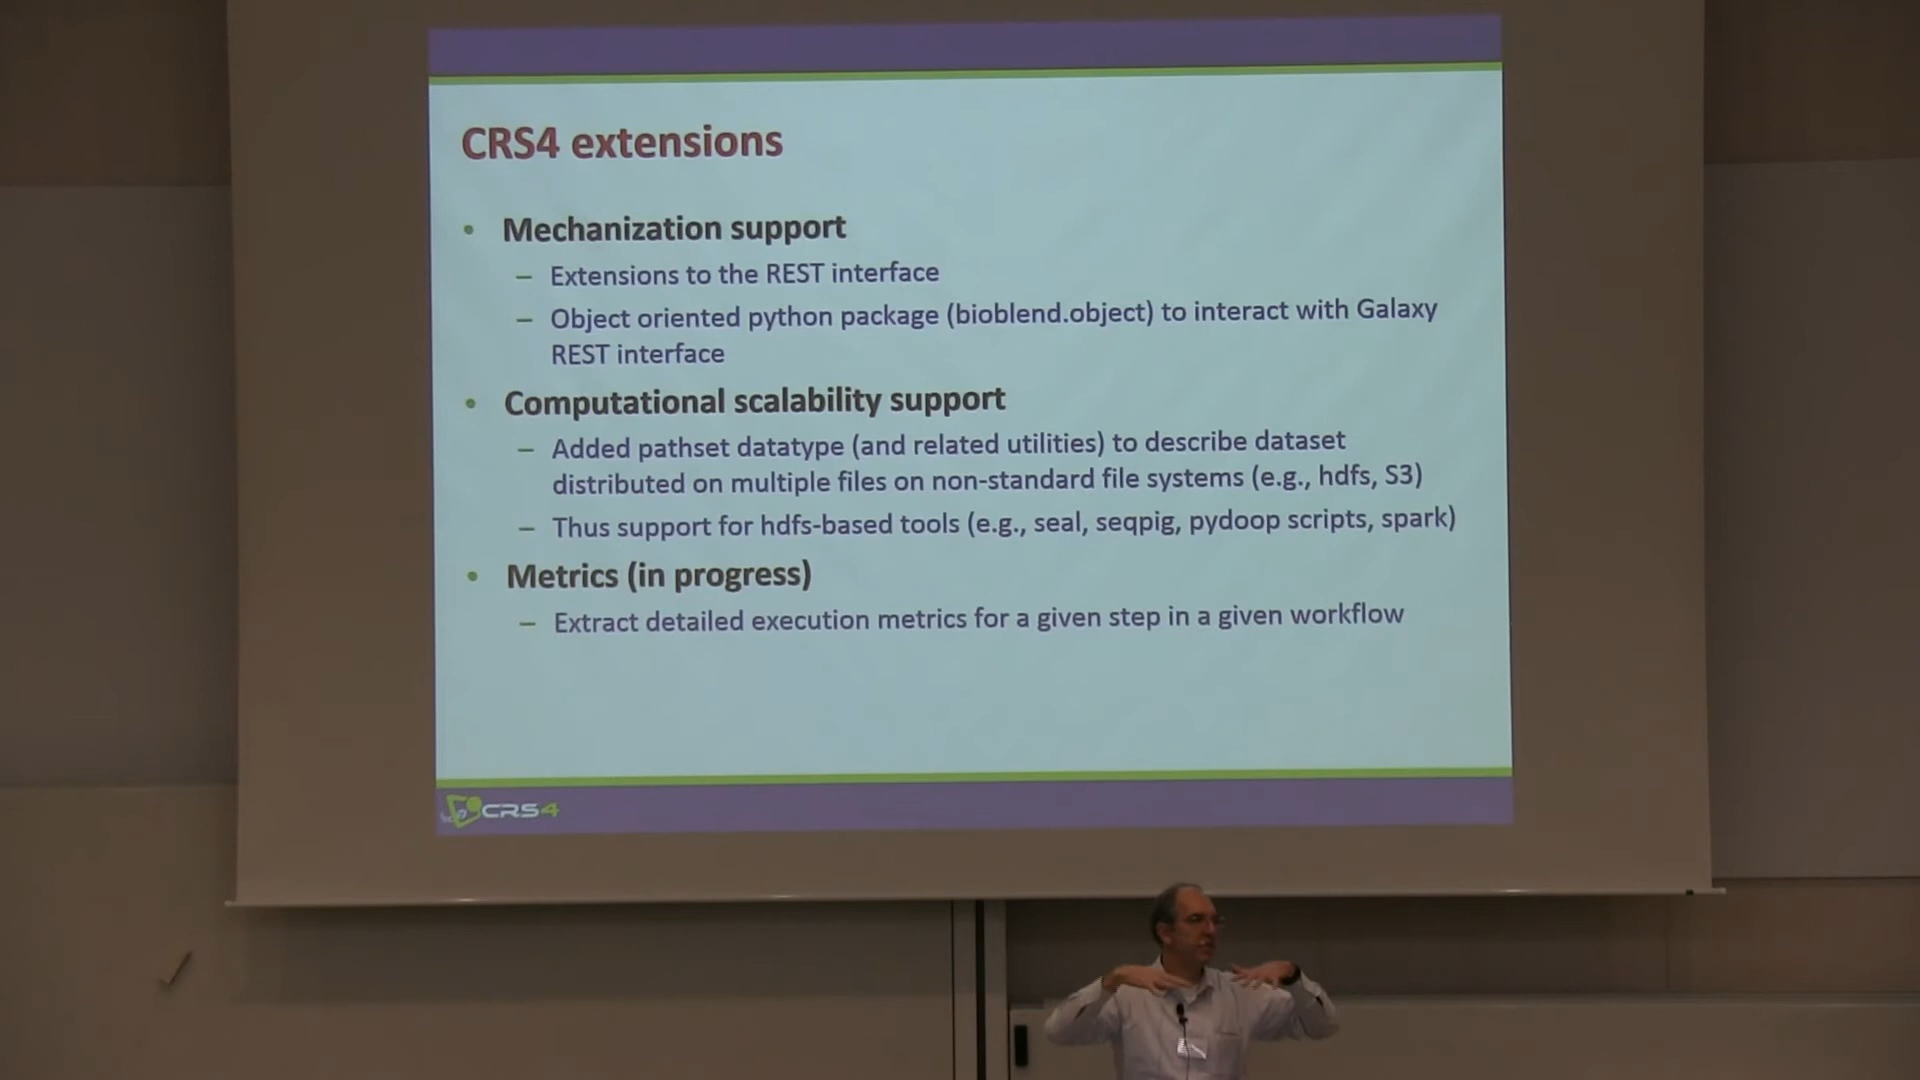 CRS4 extensions
• Mechanization support
– Extensions to the REST interface
– Object oriented python package (bioblend.object) to interact with Galaxy
REST interface
• Computational scalability support
– Added pathset datatype (and related utilities) to describe dataset
distributed on multiple files on non-standard file systems (e.g., hdfs, S3)
– Thus support for hdfs-based tools (e.g., seal, seqpig, pydoop scripts, spark)
• Metrics (in progress)
– Extract detailed execution metrics for a given step in a given workflow
CRS4